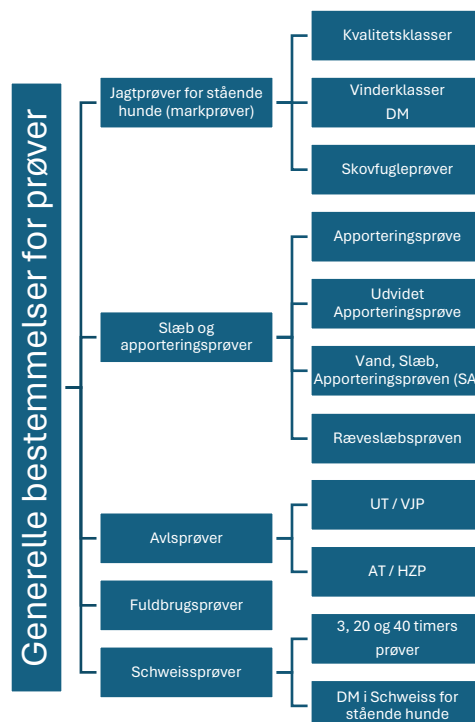 Generelle bestemmelser for prøver
Jagtprøver for stående
hunde (markprøver)
Kvalitetsklasser
Vinderklasser
DM
Skovfugleprøver
Slæb og
apporteringsprøver
Apporteringsprøve
Udvidet
Apporteringsprøve
Vand, Slæb,
Apporteringsprøven (SA
Ræveslæbsprøven
Avlsprøver
UT / VJP
AT / HZP
Fuldbrugsprøver
Schweissprøver
3, 20 og 40 timers
prøver
DM i Schweiss for
stående hunde